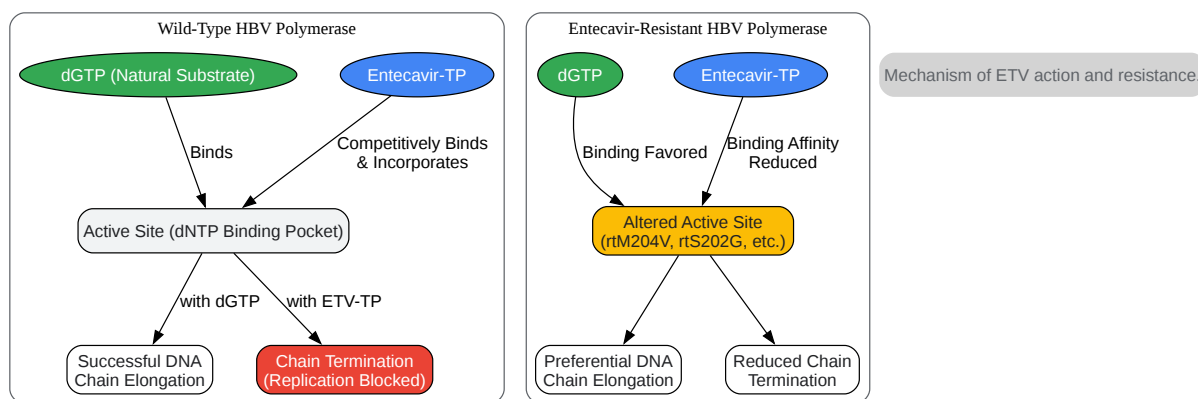 Wild-Type HBV Polymerase
dGTP (Natural Substrate)
Entecavir-TP
Binds
Competitively Binds
& Incorporates
Active Site (dNTP Binding Pocket)
with dGTP
with ETV-TP
Successful DNA
Chain Elongation
Chain Termination
(Replication Blocked)
Entecavir-Resistant HBV Polymerase
dGTP
Entecavir-TP
Binding Favored
Binding Affinity
Reduced
Altered Active Site
(rtM204V, rtS202G, etc.)
Preferential DNA
Chain Elongation
Reduced Chain
Termination
Mechanism of ETV action and resistance.